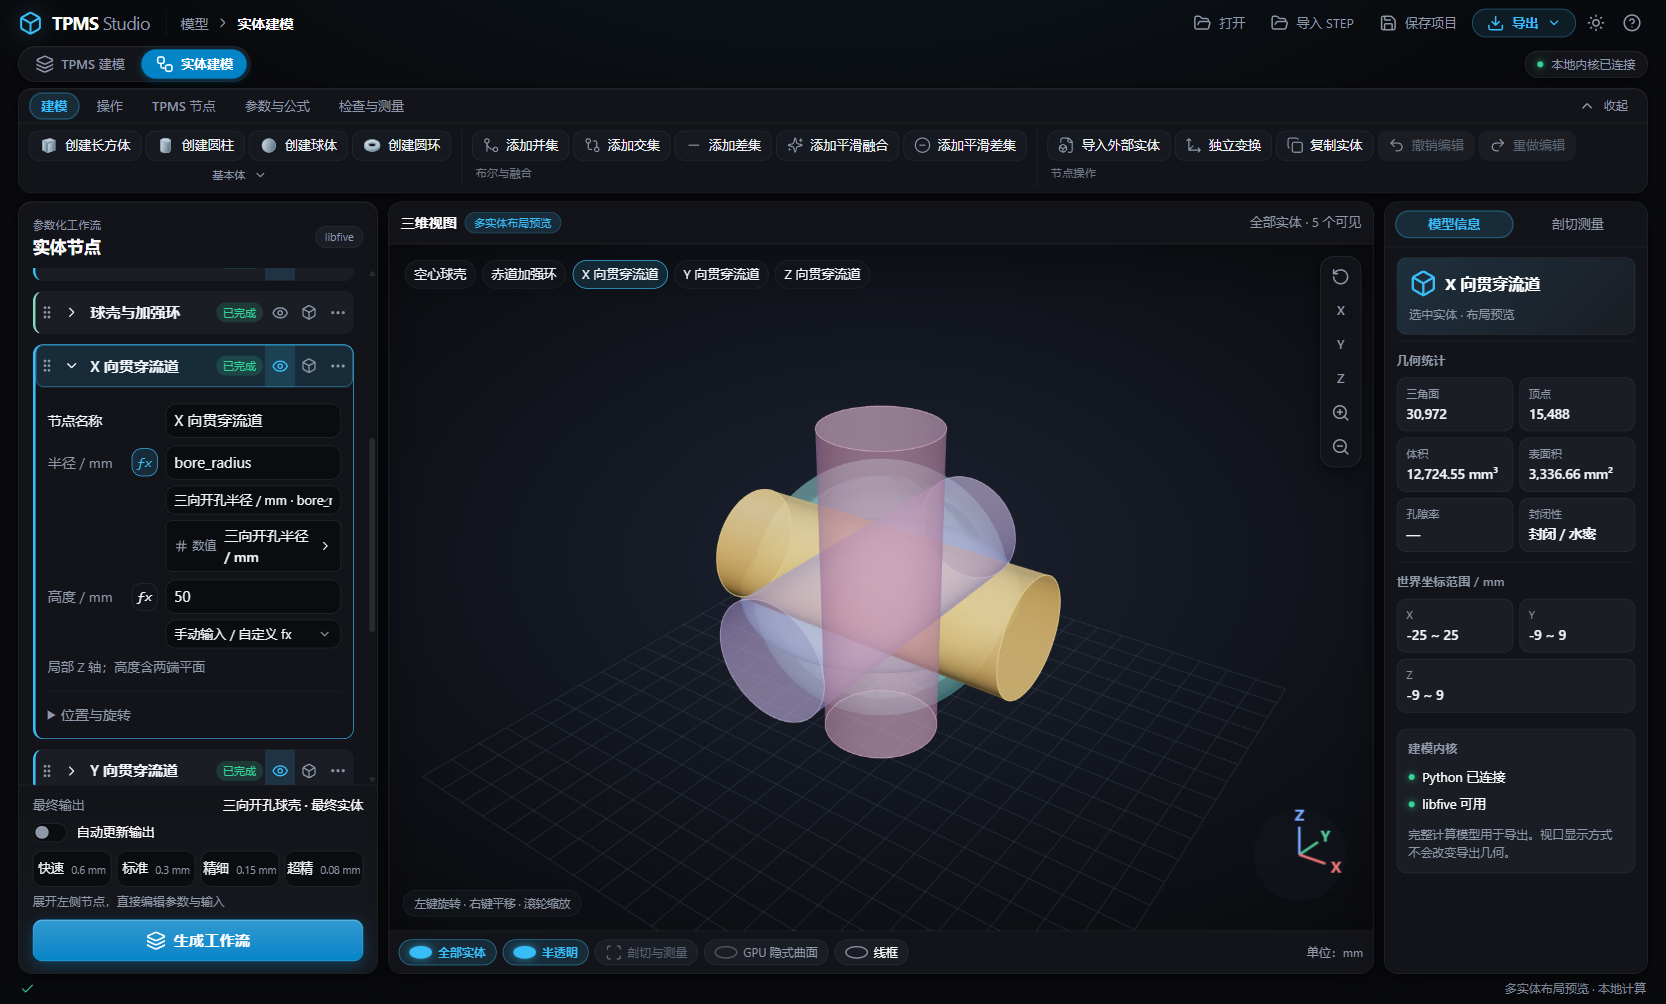 TPMS Studio 模型 > 实体建模
打开 导入 STEP 保存项目 导出
TPMS 建模 实体建模 本地内核已连接
建模 操作 TPMS 节点 参数与公式 检查与测量 收起
创建长方体 创建圆柱 创建球体 创建圆环 添加并集 添加交集 添加差集 添加平滑融合 添加平滑差集 导入外部实体 独立变换 复制实体 撤销编辑 重做编辑
基本体 布尔与融合 节点操作
参数化工作流
实体节点 libfive
球壳与加强环 已完成
X 向贯穿流道 已完成
节点名称 X 向贯穿流道
半径 / mm fx bore_radius
三向开孔半径 / mm · bore_r
# 数值 三向开孔半径 / mm
高度 / mm fx 50
手动输入 / 自定义 fx
局部 Z 轴；高度含两端平面
位置与旋转
Y 向贯穿流道 已完成
最终输出 三向开孔球壳 · 最终实体
自动更新输出
快速 0.6 mm 标准 0.3 mm 精细 0.15 mm 超精 0.08 mm
展开左侧节点，直接编辑参数与输入
生成工作流
三维视图 多实体布局预览 全部实体 · 5 个可见
空心球壳 赤道加强环 X 向贯穿流道 Y 向贯穿流道 Z 向贯穿流道
X
Y
Z
Z
Y
X
左键旋转 · 右键平移 · 滚轮缩放
全部实体 半透明 剖切与测量 GPU 隐式曲面 线框 单位：mm
模型信息 剖切测量
X 向贯穿流道
选中实体 · 布局预览
几何统计
三角面 顶点
30,972 15,488
体积 表面积
12,724.55 mm³ 3,336.66 mm²
孔隙率 封闭性
— 封闭 / 水密
世界坐标范围 / mm
X Y
-25 ~ 25 -9 ~ 9
Z
-9 ~ 9
建模内核
Python 已连接
libfive 可用
完整计算模型用于导出。视口显示方式
不会改变导出几何。
多实体布局预览 · 本地计算